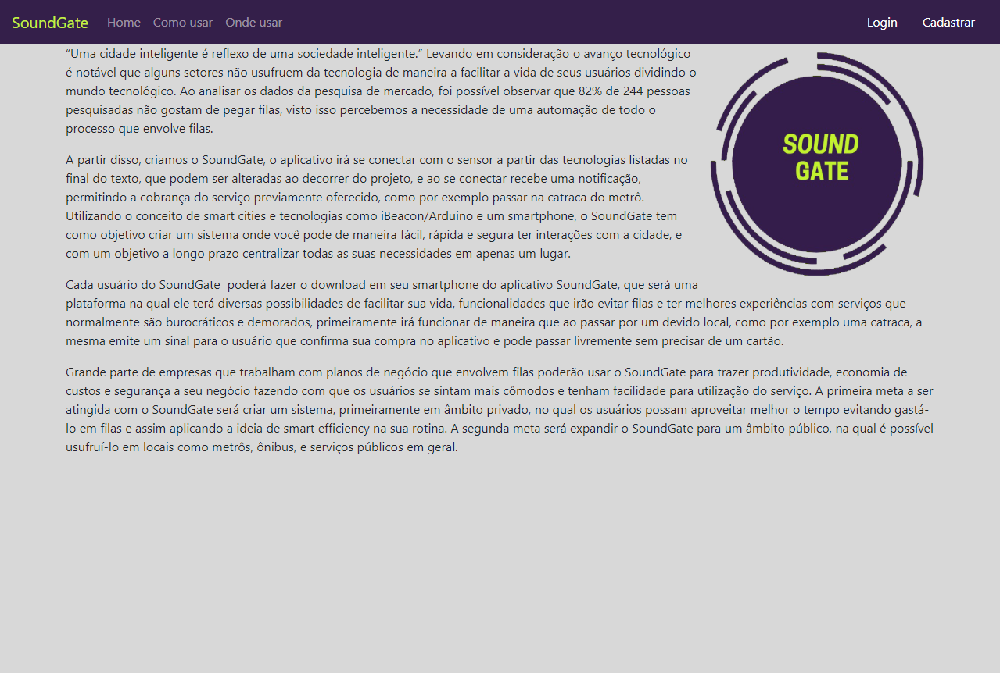 SoundGate Home Como usar Onde usar Login Cadastrar
“Uma cidade inteligente é reflexo de uma sociedade inteligente.” Levando em consideração o avanço tecnológico
é notável que alguns setores não usufruem da tecnologia de maneira a facilitar a vida de seus usuários dividindo o
mundo tecnológico. Ao analisar os dados da pesquisa de mercado, foi possível observar que 82% de 244 pessoas
pesquisadas não gostam de pegar filas, visto isso percebemos a necessidade de uma automação de todo o
processo que envolve filas.
SOUND
GATE
A partir disso, criamos o SoundGate, o aplicativo irá se conectar com o sensor a partir das tecnologias listadas no
final do texto, que podem ser alteradas ao decorrer do projeto, e ao se conectar recebe uma notificação,
permitindo a cobrança do serviço previamente oferecido, como por exemplo passar na catraca do metrô.
Utilizando o conceito de smart cities e tecnologias como iBeacon/Arduino e um smartphone, o SoundGate tem
como objetivo criar um sistema onde você pode de maneira fácil, rápida e segura ter interações com a cidade, e
com um objetivo a longo prazo centralizar todas as suas necessidades em apenas um lugar.
Cada usuário do SoundGate poderá fazer o download em seu smartphone do aplicativo SoundGate, que será uma
plataforma na qual ele terá diversas possibilidades de facilitar sua vida, funcionalidades que irão evitar filas e ter melhores experiências com serviços que
normalmente são burocráticos e demorados, primeiramente irá funcionar de maneira que ao passar por um devido local, como por exemplo uma catraca, a
mesma emite um sinal para o usuário que confirma sua compra no aplicativo e pode passar livremente sem precisar de um cartão.
Grande parte de empresas que trabalham com planos de negócio que envolvem filas poderão usar o SoundGate para trazer produtividade, economia de
custos e segurança a seu negócio fazendo com que os usuários se sintam mais cômodos e tenham facilidade para utilização do serviço. A primeira meta a ser
atingida com o SoundGate será criar um sistema, primeiramente em âmbito privado, no qual os usuários possam aproveitar melhor o tempo evitando gastá-
lo em filas e assim aplicando a ideia de smart efficiency na sua rotina. A segunda meta será expandir o SoundGate para um âmbito público, na qual é possível
usufruí-lo em locais como metrôs, ônibus, e serviços públicos em geral.